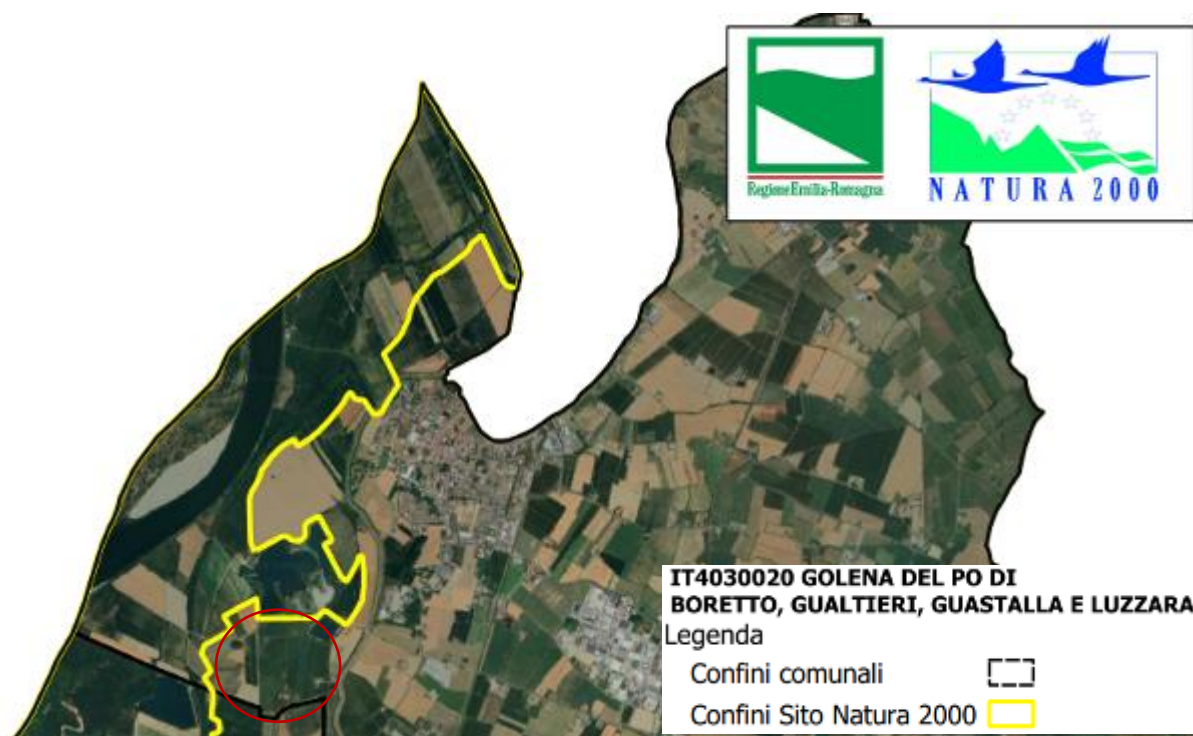 Regione Emilia-Romagna
NATURA 2000
IT4030020 GOLENA DEL PO DI
BORETTO, GUALTIERI, GUASTALLA E LUZZARA
Legenda
Confini comunali
Confini Sito Natura 2000